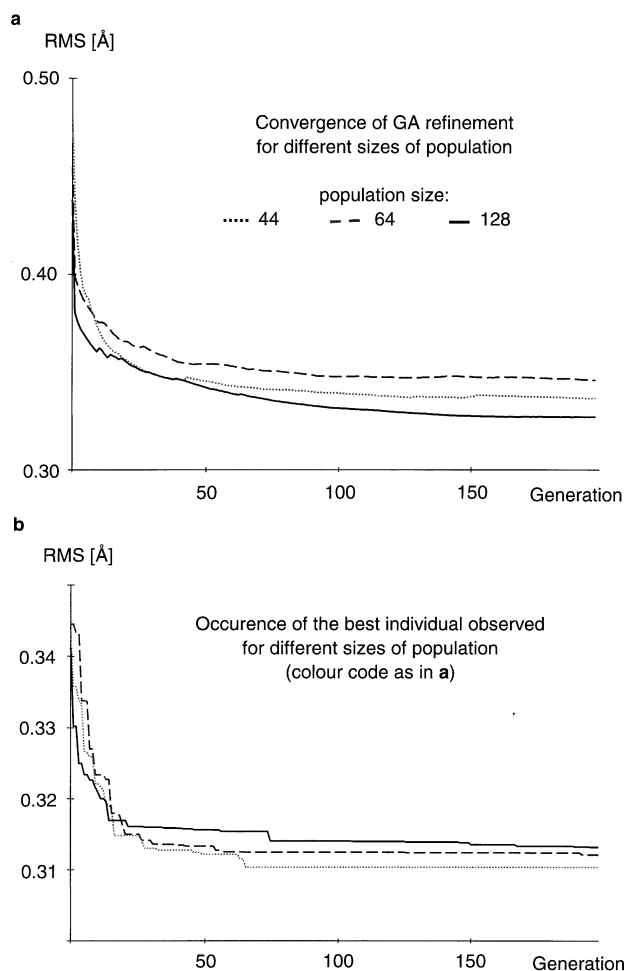 a
RMS [Å]
0.50
Convergence of GA refinement
for different sizes of population
population size:
44 64 128
0.40
0.30
50 100 150 Generation
b
RMS [Å]
Occurence of the best individual observed
for different sizes of population
(colour code as in a)
0.34
0.33
0.32
0.31
50 100 150 Generation